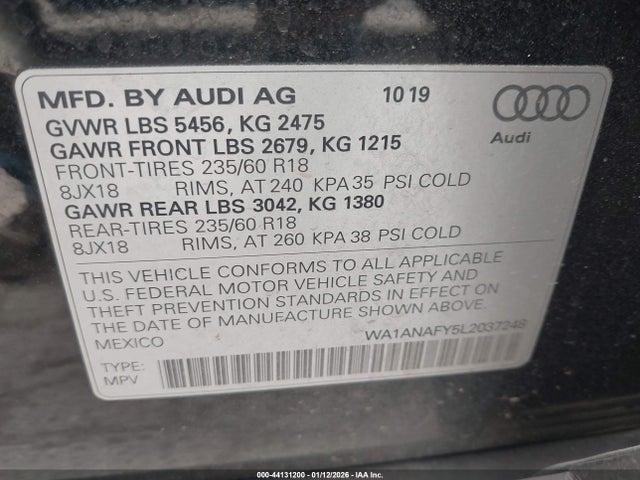 MFD. BY AUDI AG 10 19
GVWR LBS 5456, KG 2475
GAWR FRONT LBS 2679, KG 1215
FRONT-TIRES 235/60 R18
8JX18 RIMS, AT 240 KPA 35 PSI COLD
GAWR REAR LBS 3042, KG 1380
REAR-TIRES 235/60 R18
8JX18 RIMS, AT 260 KPA 38 PSI COLD
Audi
THIS VEHICLE CONFORMS TO ALL APPLICABLE
U.S. FEDERAL MOTOR VEHICLE SAFETY AND
THEFT PREVENTION STANDARDS IN EFFECT ON
THE DATE OF MANUFACTURE SHOWN ABOVE.
MEXICO
WA1ANAFY5L2037248
TYPE:
MPV
000-44131200 - 01/12/2026 - IAA Inc.